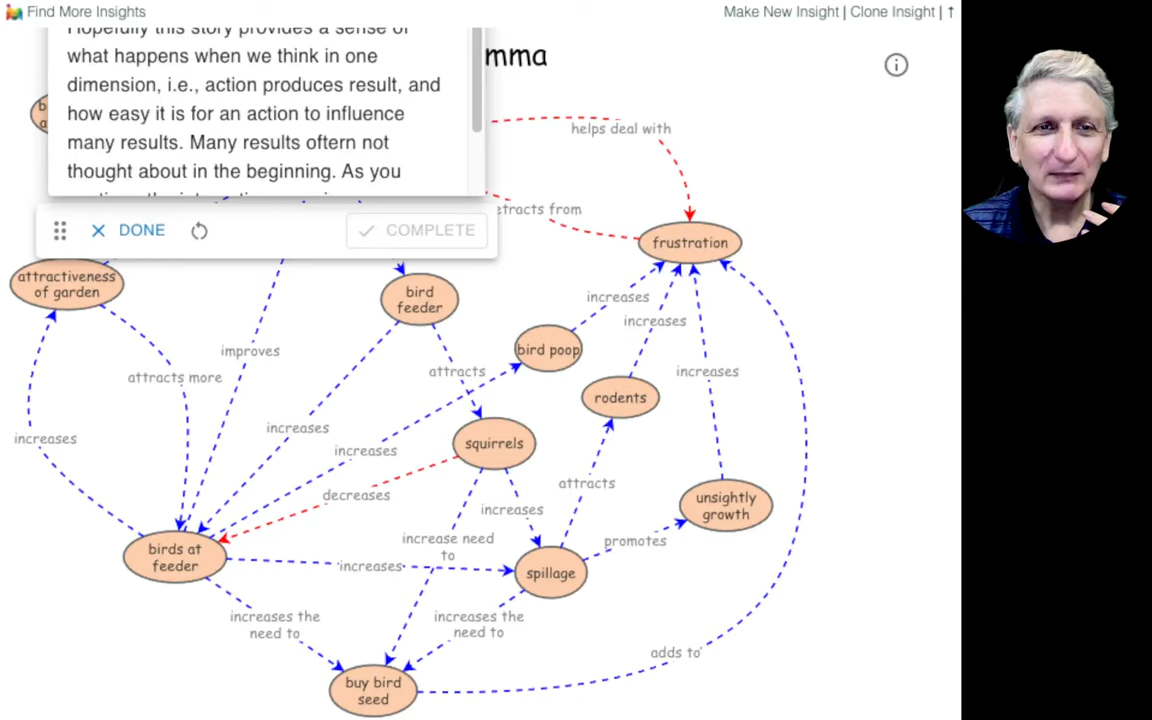 Find More Insights
Make New Insight | Clone Insight | ↑
Hopefully this story provides a sense of
what happens when we think in one
dimension, i.e., action produces result, and
how easy it is for an action to influence
many results. Many results oftern not
thought about in the beginning. As you
mma
DONE
COMPLETE
helps deal with
etracts from
frustration
attractiveness
of garden
bird
feeder
increases
bird poop
increases
improves
attracts more
attracts
increases
rodents
increases
increases
increases
squirrels
decreases
attracts
unsightly
growth
increases
increase need
to
promotes
birds at
feeder
increases
spillage
increases the
need to
increases the
need to
adds to
buy bird
seed